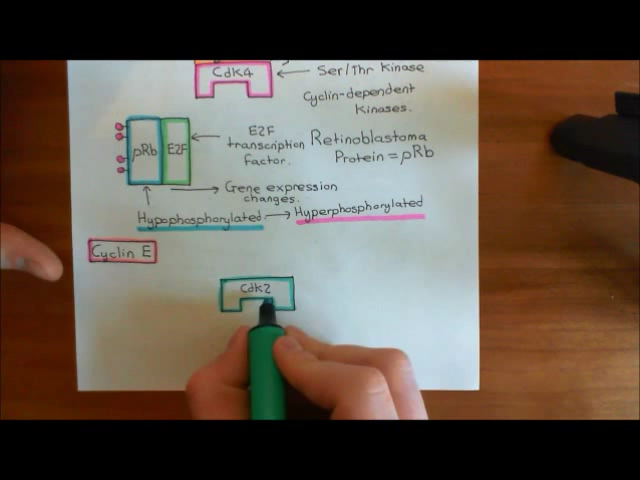 Cdk4
Ser/Thr Kinase
Cyclin-dependent
Kinases.
pRb
E2F
E2F
transcription
factor.
Retinoblastoma
Protein = pRb
Gene expression
changes.
Hypophosphorylated
Hyperphosphorylated
Cyclin E
Cdk2